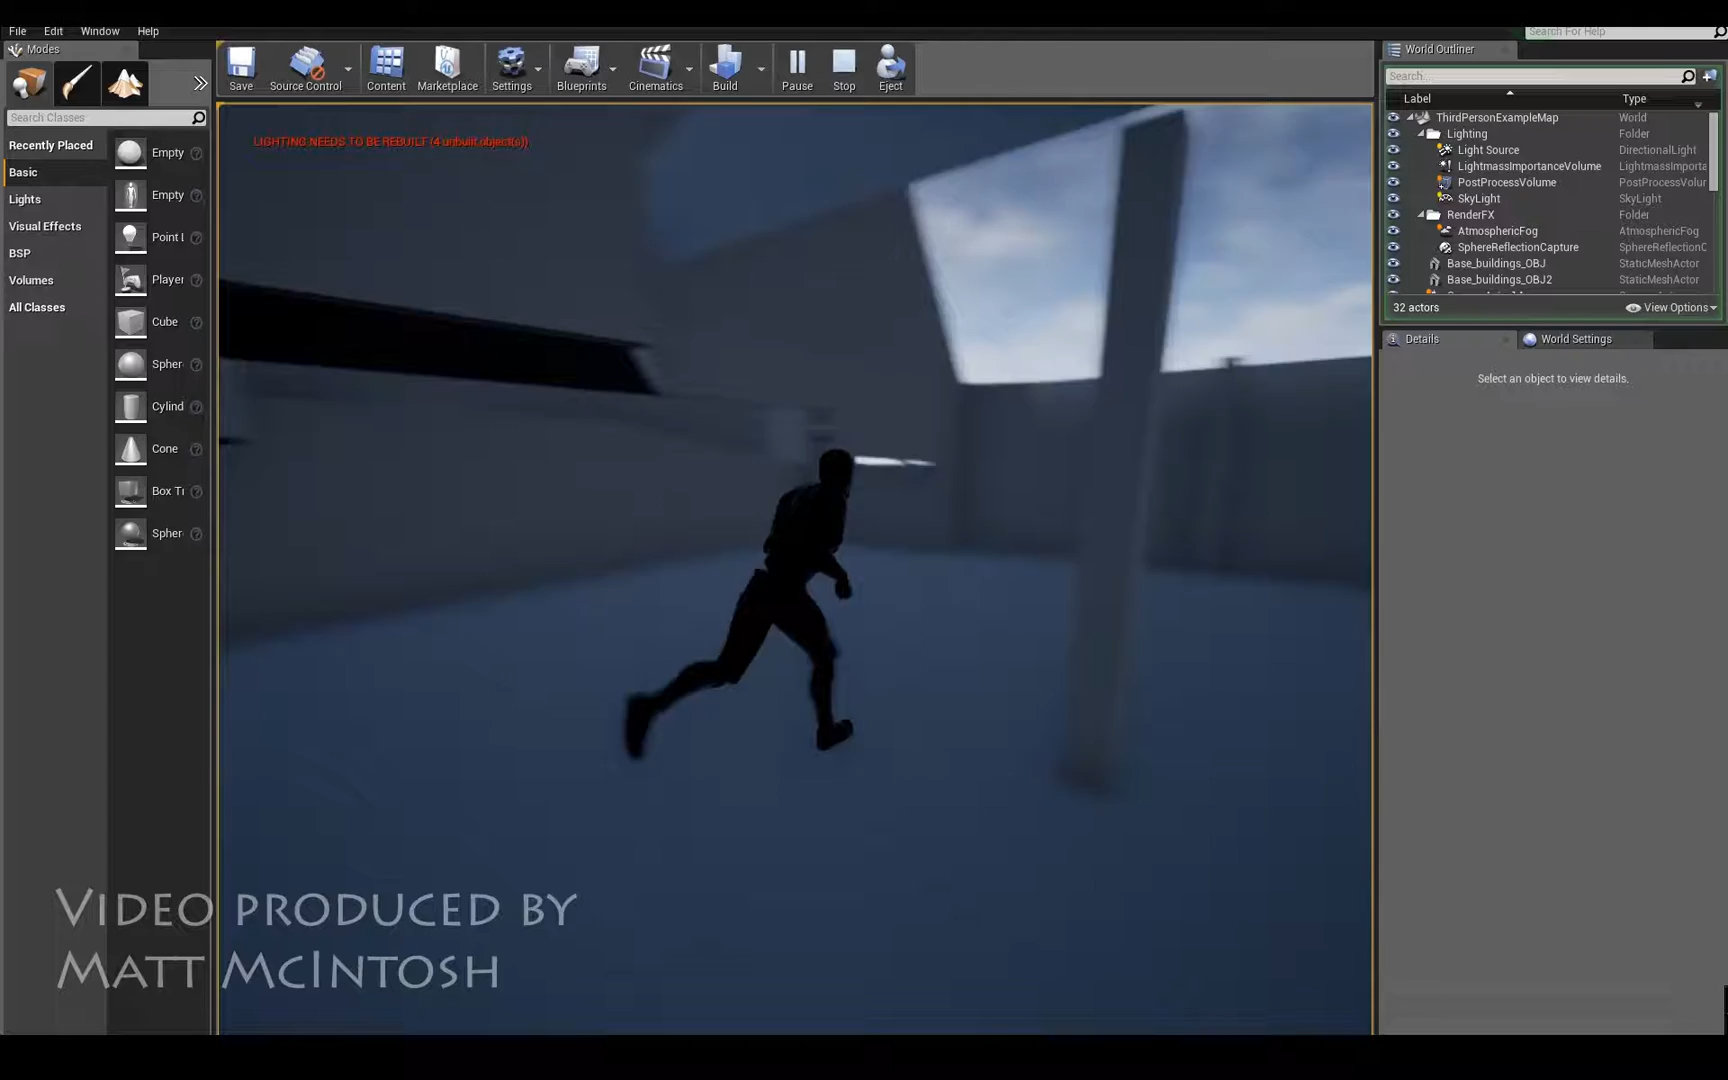 File Edit Window Help
Search For Help
Modes
World Outliner
Save Source Control Content Marketplace Settings Blueprints Cinematics Build Pause Stop Eject
Search...
Label Type
Search Classes
Recently Placed
Basic
Lights
Visual Effects
BSP
Volumes
All Classes
Empty
Empty
Point L
Player
Cube
Spher
Cylind
Cone
Box Tr
Spher
LIGHTING NEEDS TO BE REBUILT (4 unbuilt object(s))
ThirdPersonExampleMap World
Lighting Folder
Light Source DirectionalLight
LightmassImportanceVolume LightmassImporta
PostProcessVolume PostProcessVolur
SkyLight SkyLight
RenderFX Folder
AtmosphericFog AtmosphericFog
SphereReflectionCapture SphereReflectionC
Base_buildings_OBJ StaticMeshActor
Base_buildings_OBJ2 StaticMeshActor
32 actors View Options
Details World Settings
Select an object to view details.
Video produced by
Matt McIntosh